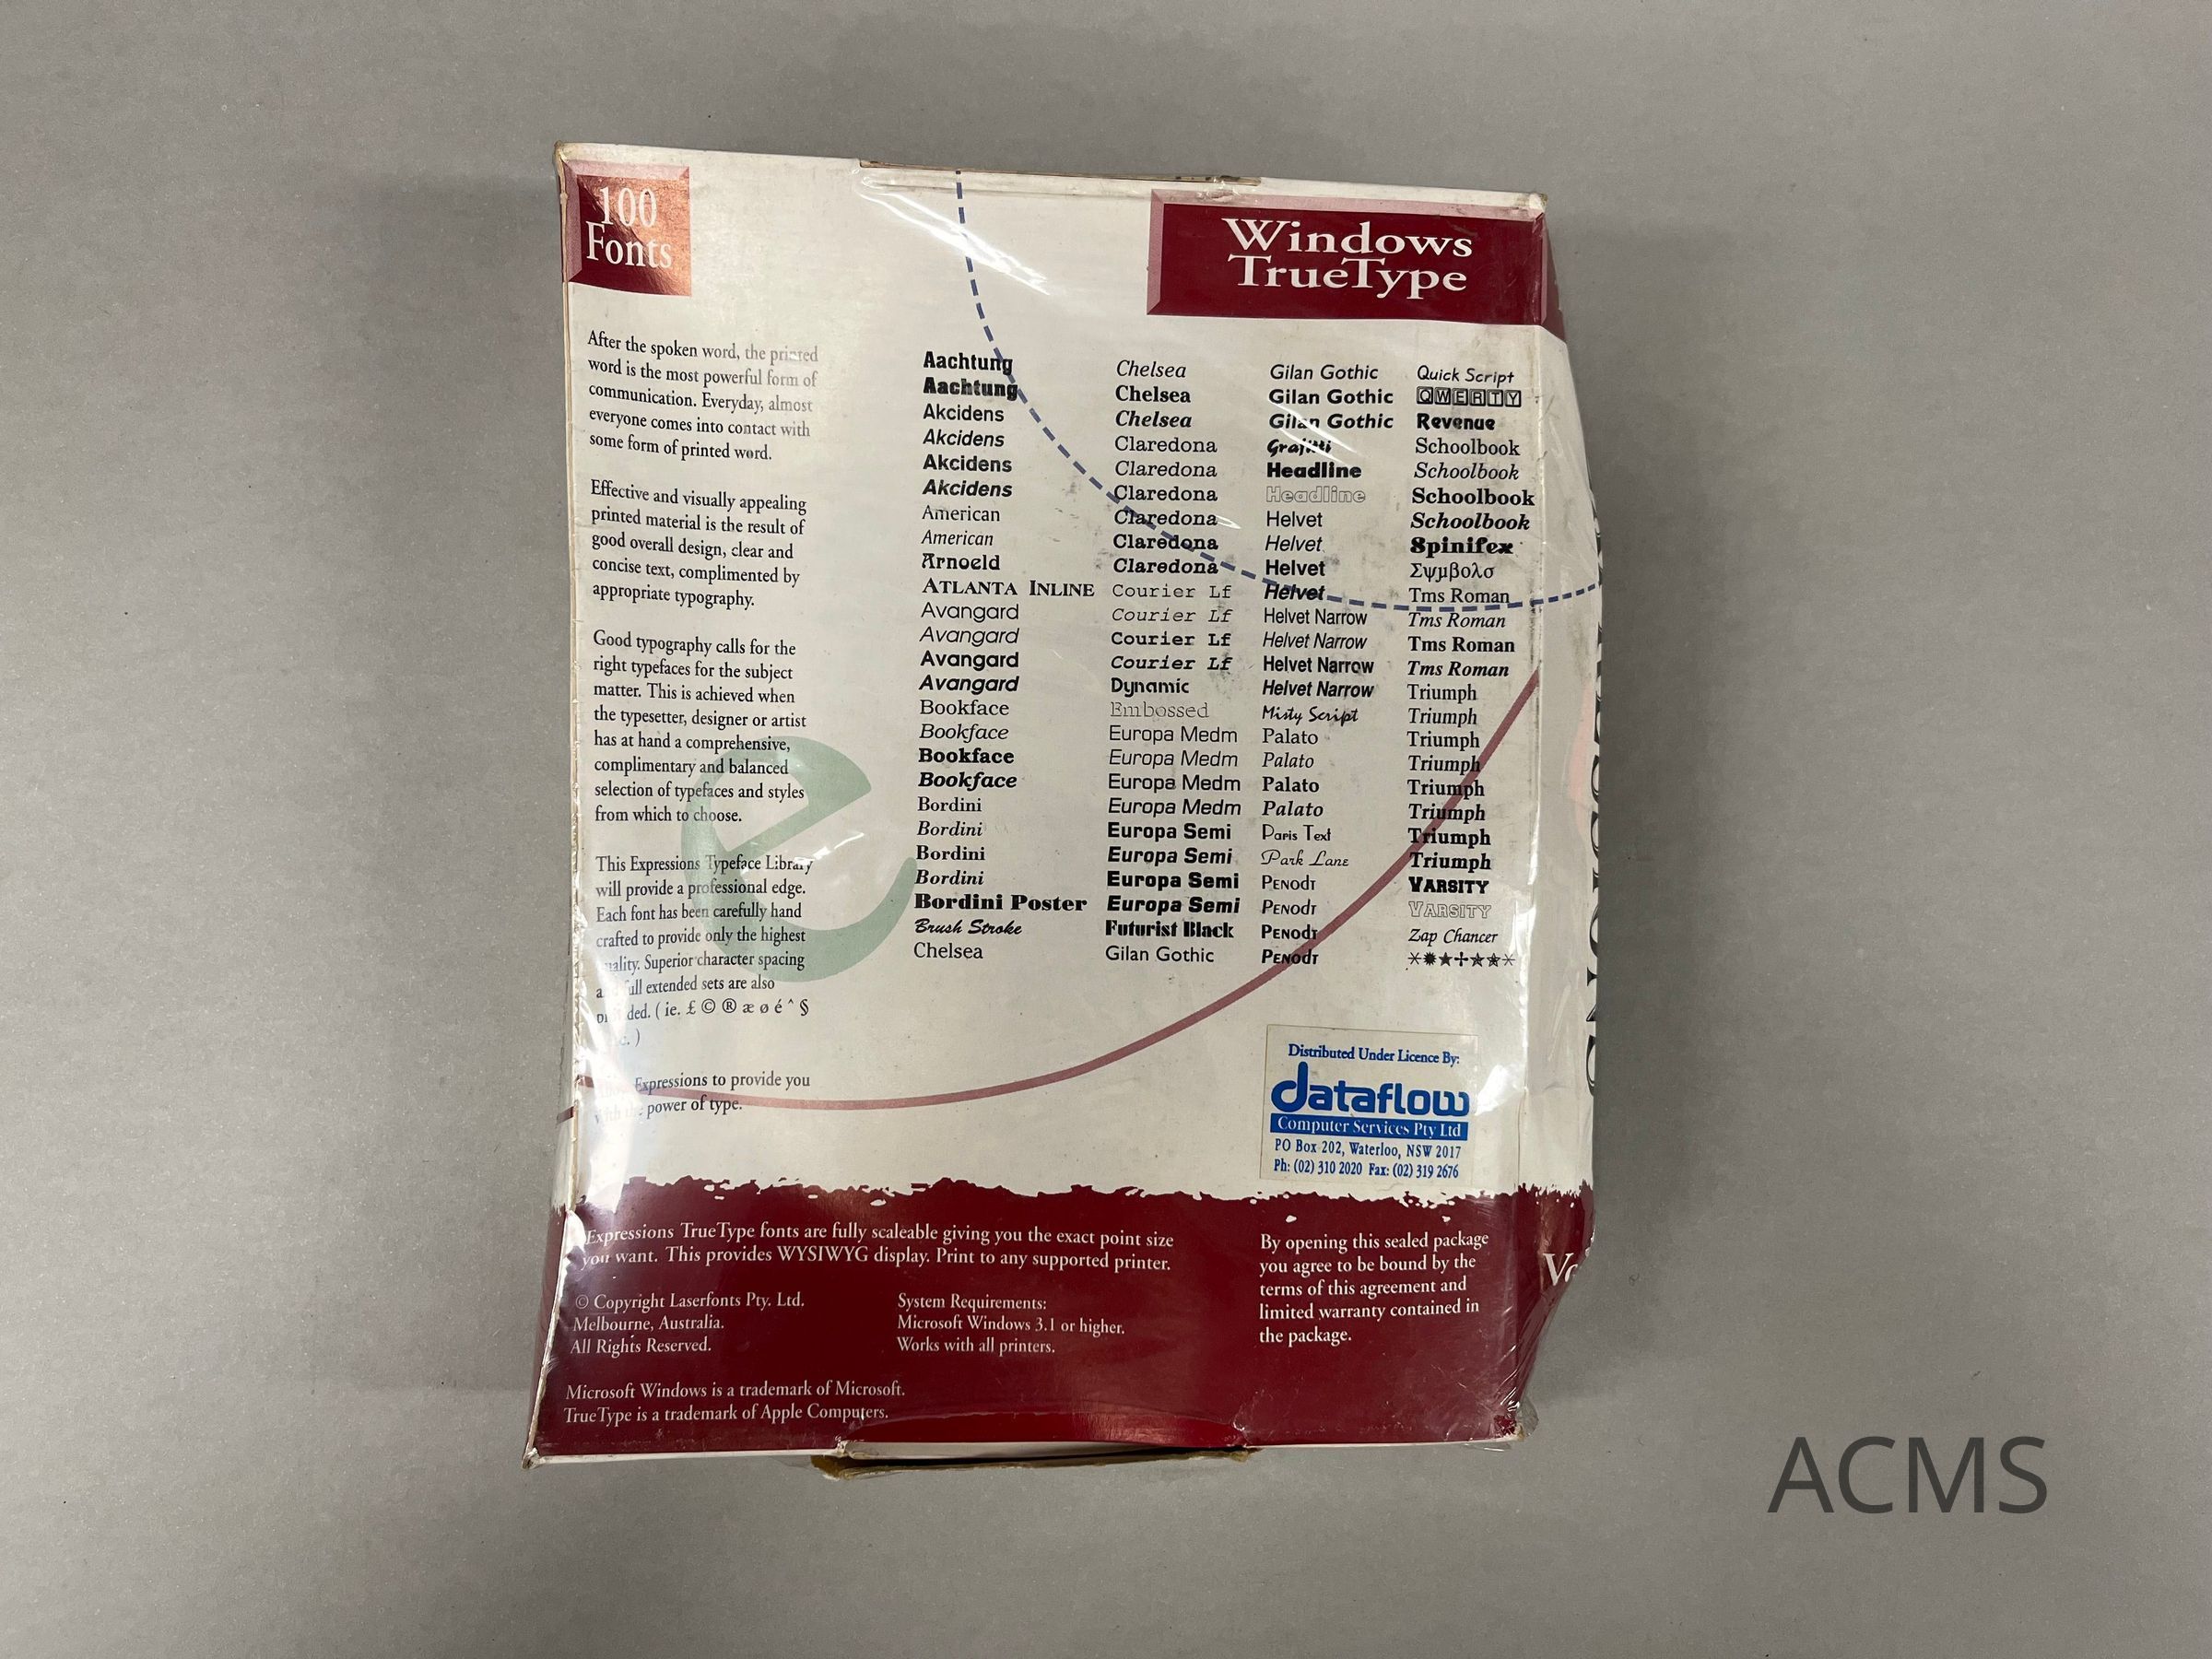 100
Fonts
Windows
TrueType
After the spoken word, the printed
word is the most powerful form of
communication. Everyday, almost
everyone comes into contact with
some form of printed word.
Effective and visually appealing
printed material is the result of
good overall design, clear and
concise text, complimented by
appropriate typography.
Good typography calls for the
right typefaces for the subject
matter. This is achieved when
the typesetter, designer or artist
has at hand a comprehensive,
complimentary and balanced
selection of typefaces and styles
from which to choose.
This Expressions Typeface Library
will provide a professional edge.
Each font has been carefully hand
crafted to provide only the highest
Superior character spacing
extended sets are also
( ie. £ © ® æ ø é ˆ §
)
Expressions to provide you
power of type.
e
Aachtung
Aachtung
Akcidens
Akcidens
Akcidens
Akcidens
American
American
Arnoeld
ATLANTA INLINE
Avangard
Avangard
Avangard
Avangard
Bookface
Bookface
Bookface
Bookface
Bordini
Bordini
Bordini
Bordini
Bordini Poster
Brush Stroke
Chelsea
Chelsea
Chelsea
Chelsea
Claredona
Claredona
Claredona
Claredona
Claredona
Claredona
Courier Lf
Courier Lf
Courier Lf
Courier Lf
Dynamic
Embossed
Europa Medm
Europa Medm
Europa Medm
Europa Medm
Europa Semi
Europa Semi
Europa Semi
Europa Semi
Futurist Black
Gilan Gothic
Gilan Gothic
Gilan Gothic
Gilan Gothic
Grafitti
Headline
Headline
Helvet
Helvet
Helvet
Helvet
Helvet Narrow
Helvet Narrow
Helvet Narrow
Helvet Narrow
Misty Script
Palato
Palato
Palato
Palato
Paris Text
Park Lane
PENODT
PENODT
PENODT
PENODT
Quick Script
QWERTY
Revenue
Schoolbook
Schoolbook
Schoolbook
Schoolbook
Spinifex
Σψμβολσ
Tms Roman
Tms Roman
Tms Roman
Tms Roman
Triumph
Triumph
Triumph
Triumph
Triumph
Triumph
Triumph
Triumph
VARSITY
VARSITY
Zap Chancer
Distributed Under Licence By:
dataflow
Computer Services Pty Ltd
PO Box 202, Waterloo, NSW 2017
Ph: (02) 310 2020 Fax: (02) 319 2676
Expressions TrueType fonts are fully scaleable giving you the exact point size
you want. This provides WYSIWYG display. Print to any supported printer.
© Copyright Laserfonts Pty. Ltd.
Melbourne, Australia.
All Rights Reserved.
System Requirements:
Microsoft Windows 3.1 or higher.
Works with all printers.
By opening this sealed package
you agree to be bound by the
terms of this agreement and
limited warranty contained in
the package.
Microsoft Windows is a trademark of Microsoft.
TrueType is a trademark of Apple Computers.
ACMS